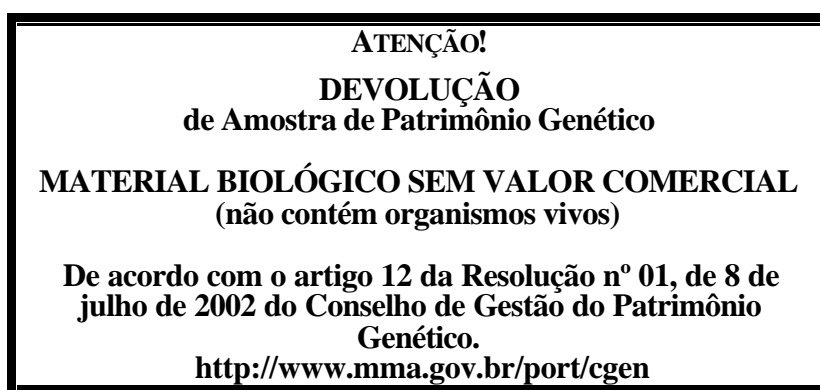 ATENÇÃO!
DEVOLUÇÃO
de Amostra de Patrimônio Genético
MATERIAL BIOLÓGICO SEM VALOR COMERCIAL
(não contém organismos vivos)
De acordo com o artigo 12 da Resolução nº 01, de 8 de
julho de 2002 do Conselho de Gestão do Patrimônio
Genético.
http://www.mma.gov.br/port/cgen